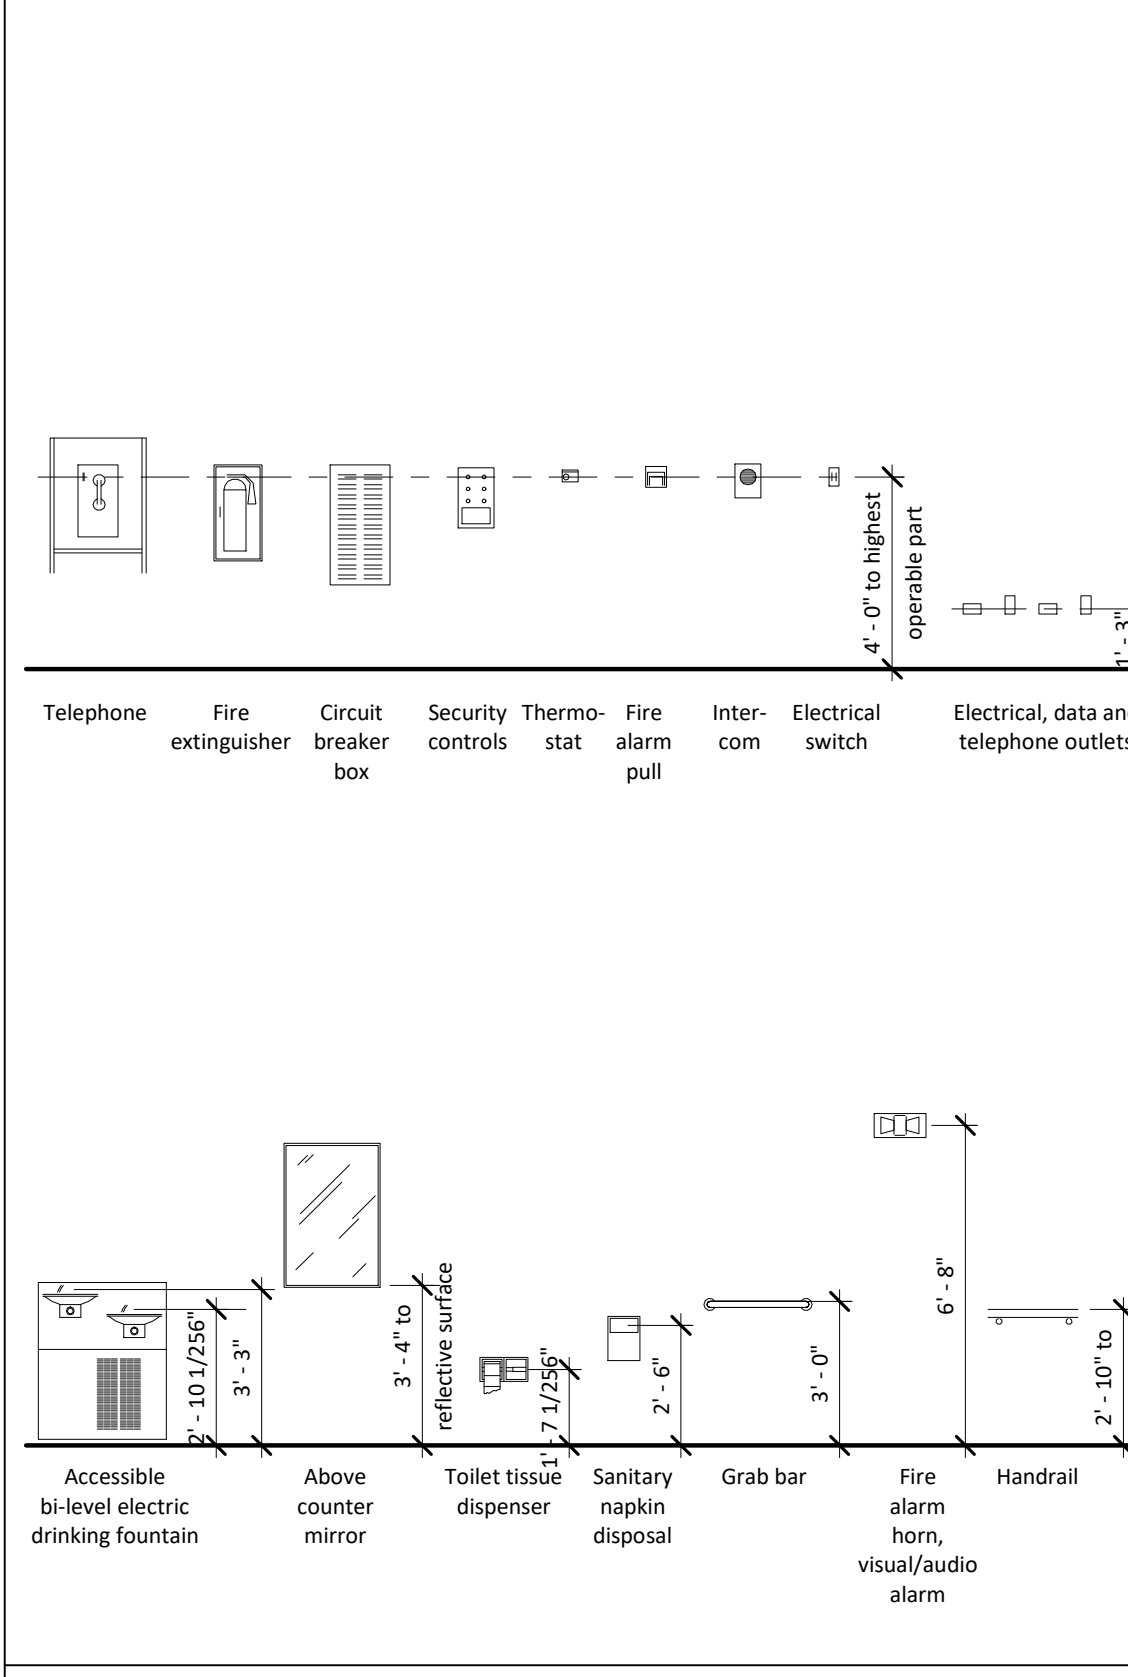 4' - 0" to highest
operable part
1' - 3"
Telephone
Fire
extinguisher
Circuit
breaker
box
Security
controls
Thermo-
stat
Fire
alarm
pull
Inter-
com
Electrical
switch
Electrical, data and
telephone outlets
2' - 10 1/256"
3' - 3"
3' - 4" to
reflective surface
1' - 7 1/256"
2' - 6"
3' - 0"
6' - 8"
2' - 10" to
Accessible
bi-level electric
drinking fountain
Above
counter
mirror
Toilet tissue
dispenser
Sanitary
napkin
disposal
Grab bar
Fire
alarm
horn,
visual/audio
alarm
Handrail